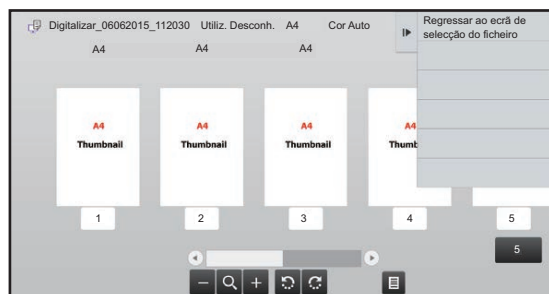 Digitalizar_06062015_112030 Utiliz. Desconh. A4 Cor Auto
Regressar ao ecrã de
selecção do ficheiro
A4 A4 A4
A4 A4 A4 A4
Thumbnail Thumbnail Thumbnail Thumb
1 2 3 4 5
5